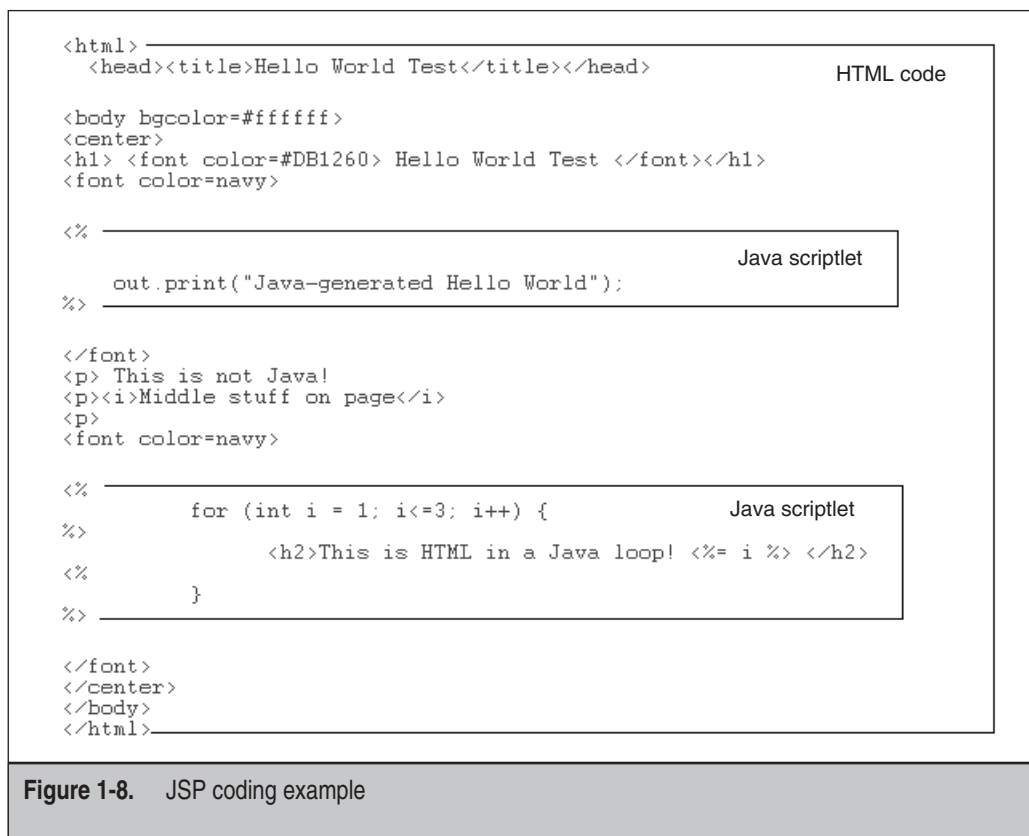 <html>
<head><title>Hello World Test</title></head>
HTML code
<body bgcolor=#ffffff>
<center>
<h1> <font color=#DB1260> Hello World Test </font></h1>
<font color=navy>
<%
Java scriptlet
out.print("Java-generated Hello World");
%>
</font>
<p> This is not Java!
<p><i>Middle stuff on page</i>
<p>
<font color=navy>
<%
for (int i = 1; i<=3; i++) {
Java scriptlet
%>
<h2>This is HTML in a Java loop! <%= i %> </h2>
<%
}
%>
</font>
</center>
</body>
</html>
Figure 1-8. JSP coding example